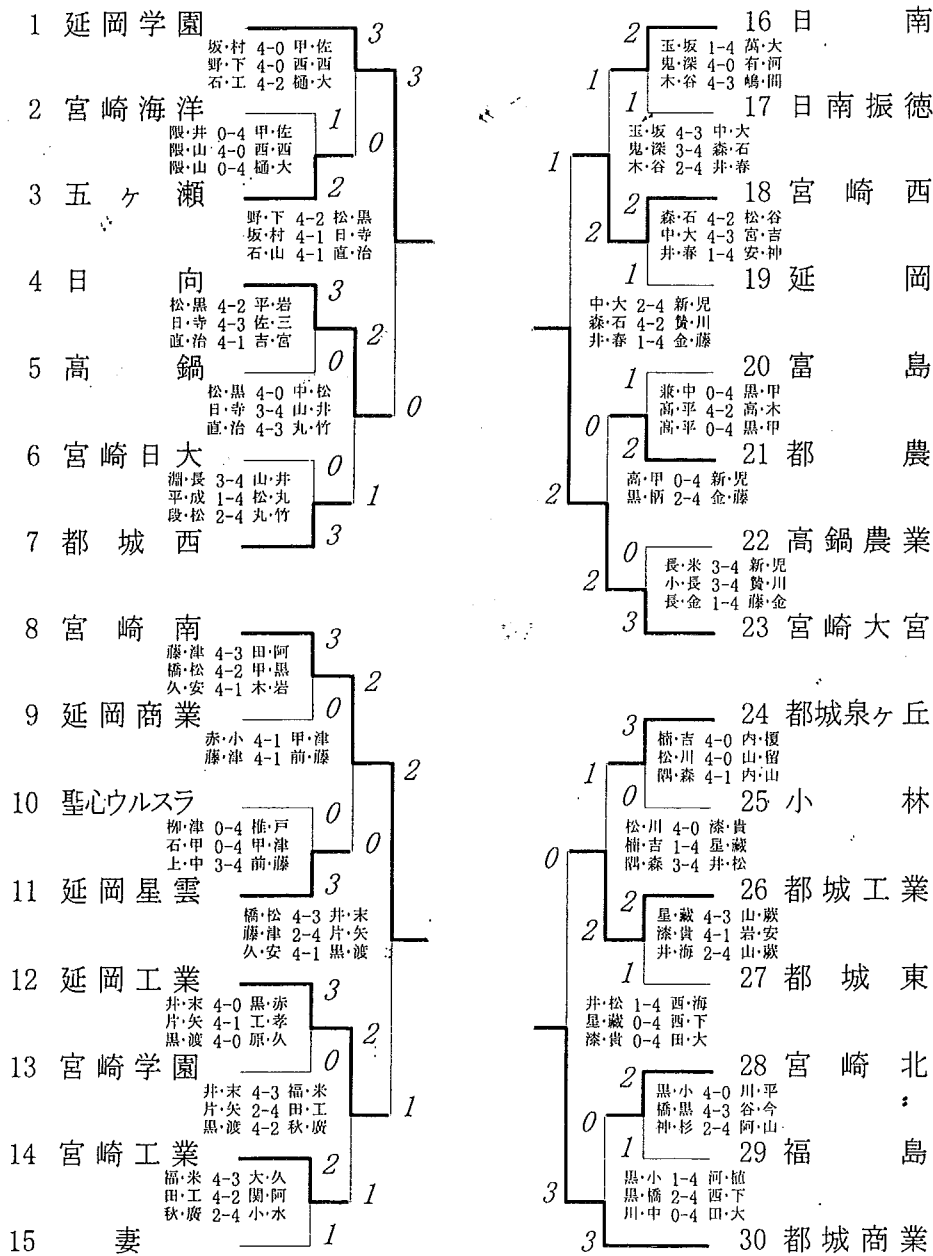 1 延岡学園
3
坂・村 4-0 甲・佐
野・下 4-0 西・西
石・工 4-2 樋・大
3
2 宮崎海洋
1
0
隈・井 0-4 甲・佐
隈・山 4-0 西・西
隈・山 0-4 樋・大
2
3 五ヶ瀬
野・下 4-2 松・黒
坂・村 4-1 日・寺
石・山 4-1 直・治
4 日向
3
松・黒 4-2 平・岩
日・寺 4-3 佐・三
直・治 4-1 吉・宮
2
0
5 高鍋
松・黒 4-0 中・松
日・寺 3-4 山・井
直・治 4-3 丸・竹
0
6 宮崎日大
0
淵・長 3-4 山・井
平・成 1-4 松・丸
段・松 2-4 丸・竹
1
3
7 都城西
8 宮崎南
3
藤・津 4-3 田・阿
橋・松 4-2 甲・黒
久・安 4-1 木・岩
2
0
9 延岡商業
赤・小 4-1 甲・津
藤・津 4-1 前・藤
2
10 聖心ウルスラ
0
柳・津 0-4 椎・戸
石・甲 0-4 甲・津
上・中 3-4 前・藤
0
3
11 延岡星雲
橋・松 4-3 井・末
藤・津 2-4 片・矢
久・安 4-1 黒・渡
12 延岡工業
3
井・末 4-0 黒・赤
片・矢 4-1 工・孝
黒・渡 4-0 原・久
2
0
13 宮崎学園
井・末 4-3 福・米
片・矢 2-4 田・工
黒・渡 4-2 秋・廣
1
14 宮崎工業
2
福・米 4-3 大・久
田・工 4-2 関・阿
秋・廣 2-4 小・水
1
1
15 妻
16 日南
2
玉・坂 1-4 萬・大
鬼・深 4-0 有・河
木・谷 4-3 嶋・間
1
1
17 日南振徳
玉・坂 4-3 中・大
鬼・深 3-4 森・石
木・谷 2-4 井・春
1
18 宮崎西
2
森・石 4-2 松・谷
中・大 4-3 宮・吉
井・春 1-4 安・神
2
1
19 延岡
中・大 2-4 新・児
森・石 4-2 贄・川
井・春 1-4 金・藤
20 富島
1
兼・中 0-4 黒・甲
高・平 4-2 高・木
高・平 0-4 黒・甲
0
2
21 都農
高・甲 0-4 新・児
黒・柄 2-4 金・藤
2
22 高鍋農業
0
長・米 3-4 新・児
小・長 3-4 贄・川
長・金 1-4 藤・金
2
3
23 宮崎大宮
24 都城泉ヶ丘
3
楠・吉 4-0 内・榎
松・川 4-0 山・留
隅・森 4-1 内・山
1
0
25 小林
松・川 4-0 漆・貴
楠・吉 1-4 星・蔵
隅・森 3-4 井・松
0
26 都城工業
2
星・蔵 4-3 山・蕨
漆・貴 4-1 岩・安
井・海 2-4 山・蕨
2
1
27 都城東
井・松 1-4 西・海
星・蔵 0-4 西・下
漆・貴 0-4 田・大
28 宮崎北
2
黒・小 4-0 川・平
橋・黒 4-3 谷・今
神・杉 2-4 阿・山
0
1
29 福島
黒・小 1-4 河・植
黒・橋 2-4 西・下
川・中 0-4 田・大
3
3
30 都城商業